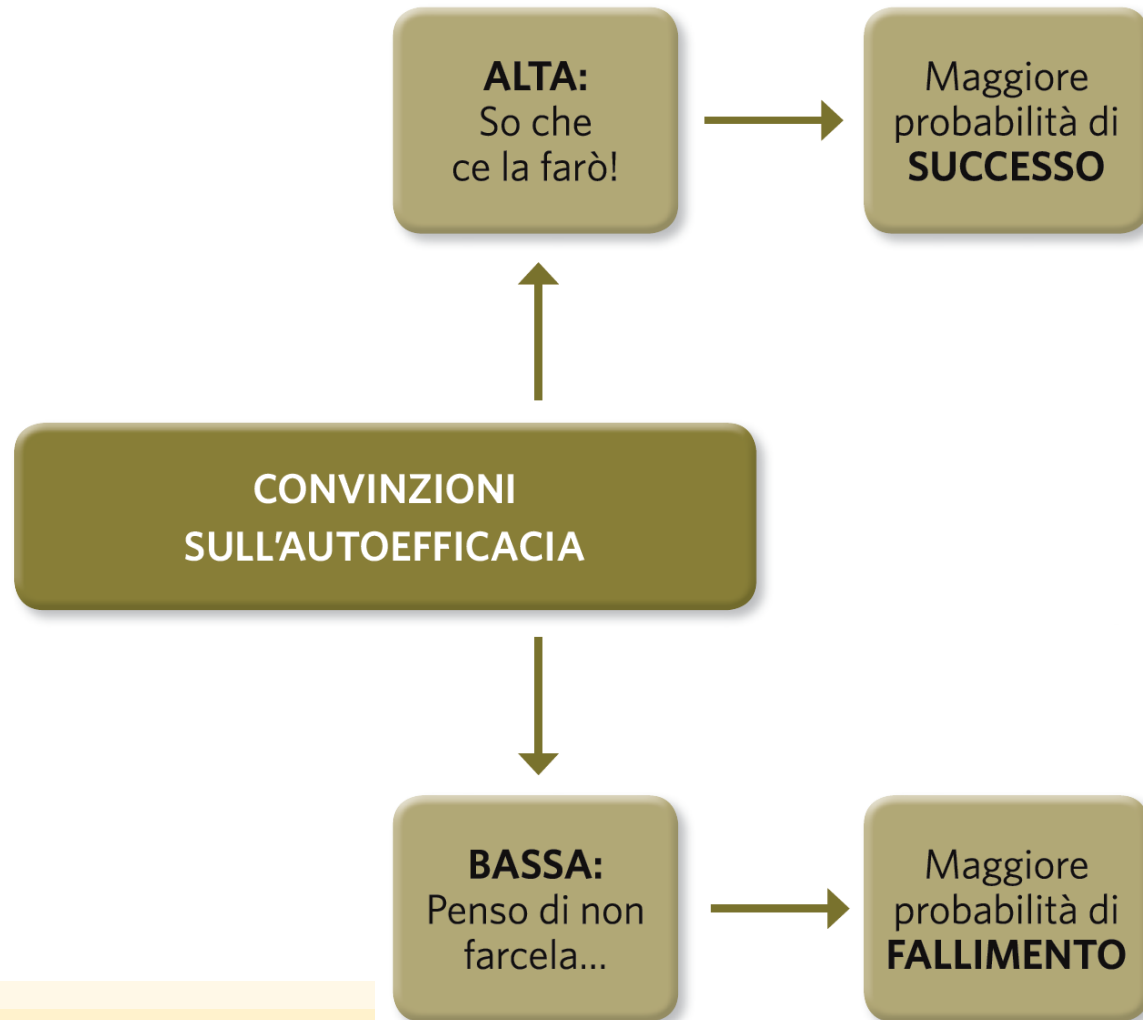 ALTA:
So che
ce la farò!
Maggiore
probabilità di
SUCCESSO
CONVINZIONI
SULL'AUTOEFFICACIA
BASSA:
Penso di non
farcela...
Maggiore
probabilità di
FALLIMENTO